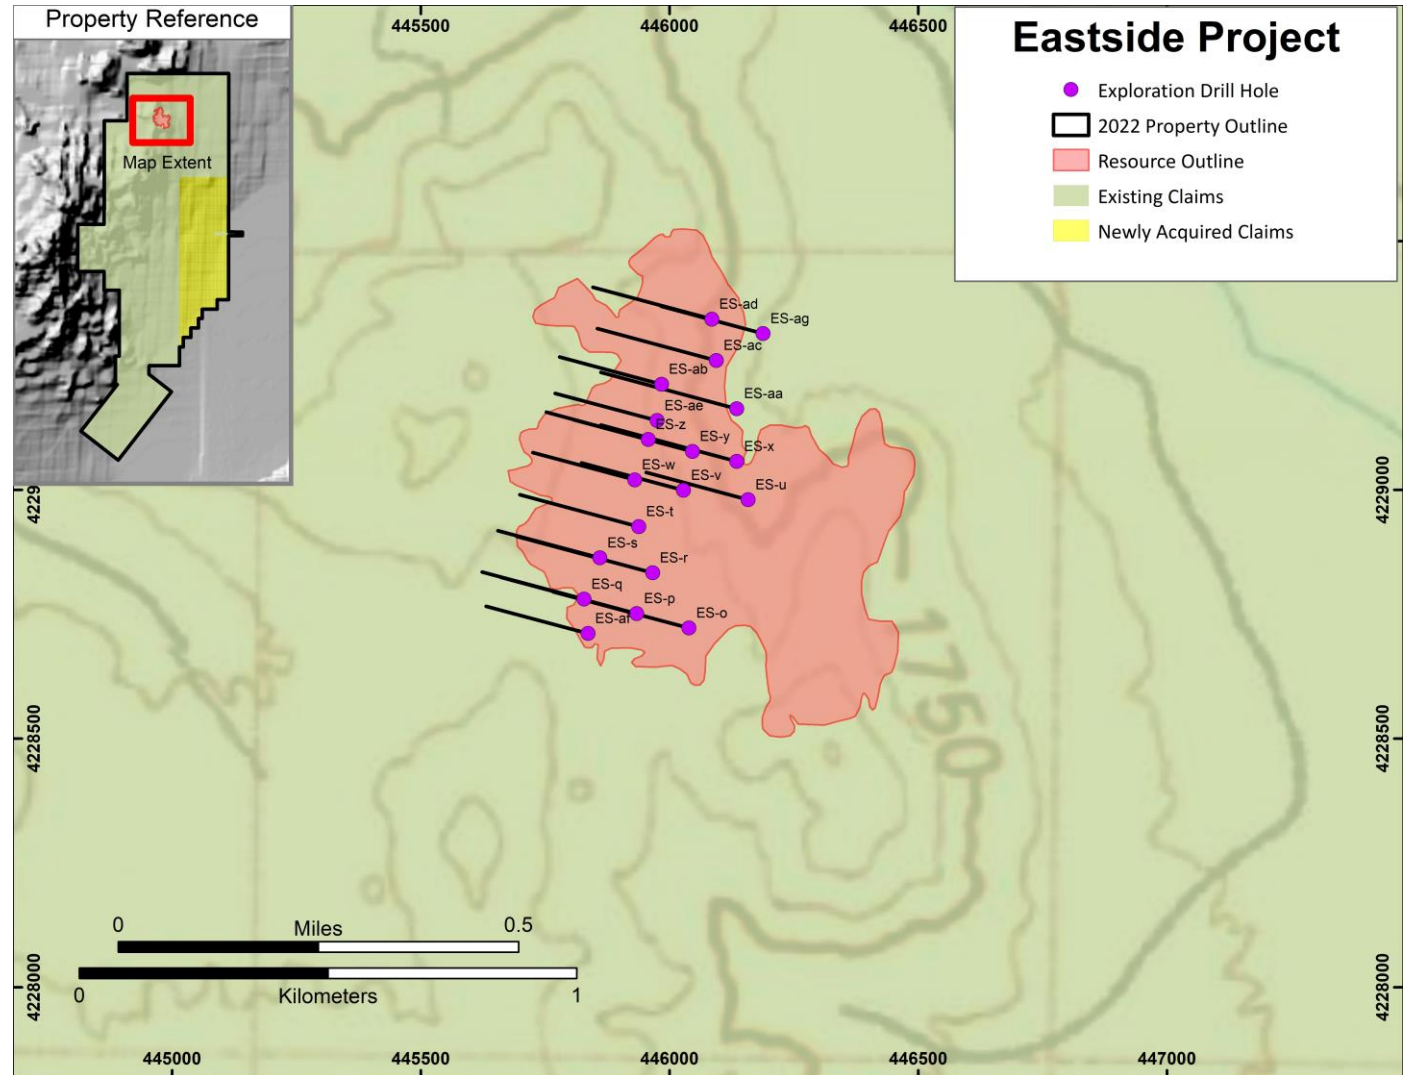 Property Reference
Map Extent
445500
446000
446500
Eastside Project
Exploration Drill Hole
2022 Property Outline
Resource Outline
Existing Claims
Newly Acquired Claims
ES-ad
ES-ag
ES-ac
ES-ab
ES-aa
ES-ae
ES-z
ES-y
ES-x
ES-w
ES-v
ES-u
ES-t
ES-s
ES-r
ES-q
ES-p
ES-o
ES-af
4229
4229000
1750
4228500
4228500
0
Miles
0.5
0
Kilometers
1
4228000
4228000
445000
445500
446000
446500
447000